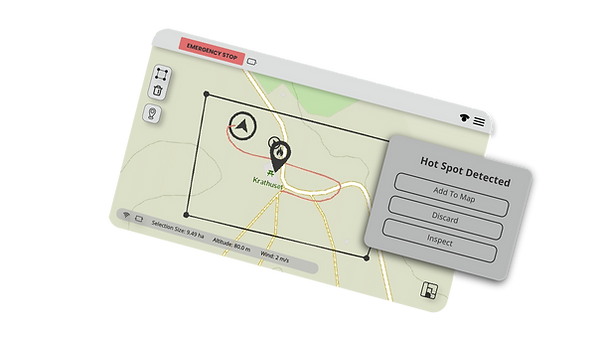 EMERGENCY STOP
Hot Spot Detected
Add To Map
Discard
Inspect
Krathuset
Selection Size: 9.49 ha Altitude: 80.0 m Wind: 2 m/s